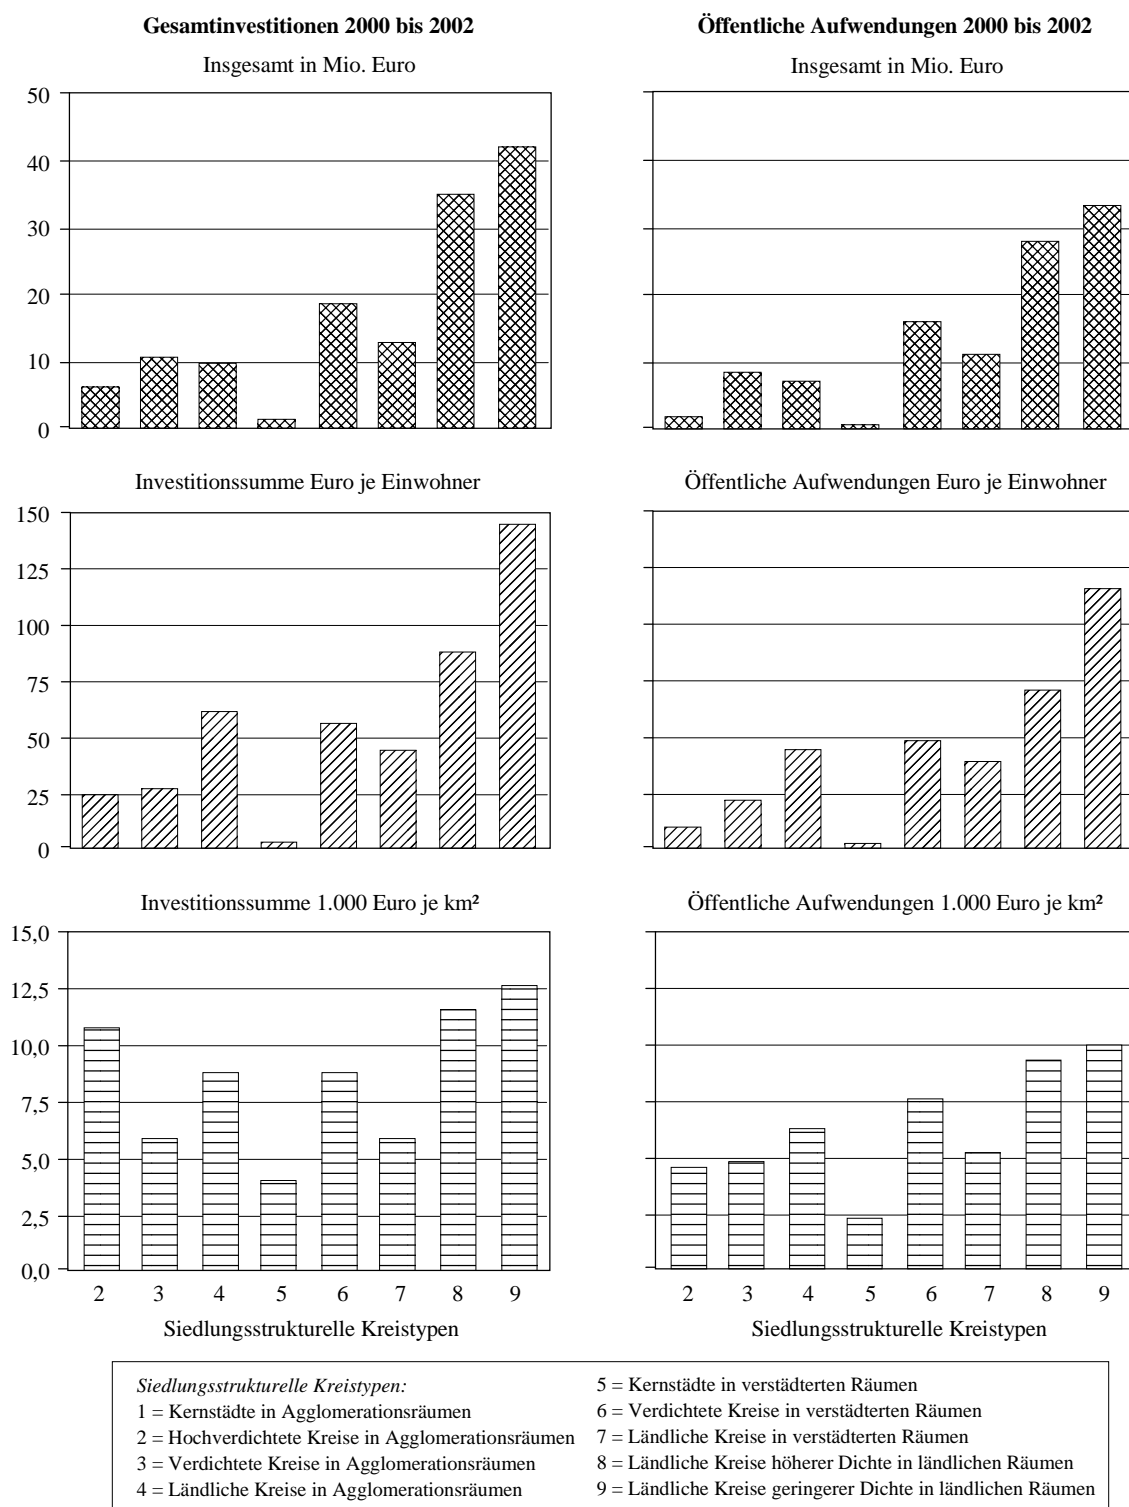 Gesamtinvestitionen 2000 bis 2002
Insgesamt in Mio. Euro
50
40
30
20
10
0
Öffentliche Aufwendungen 2000 bis 2002
Insgesamt in Mio. Euro
Investitionssumme Euro je Einwohner
150
125
100
75
50
25
0
Öffentliche Aufwendungen Euro je Einwohner
Investitionssumme 1.000 Euro je km²
15,0
12,5
10,0
7,5
5,0
2,5
0,0
2 3 4 5 6 7 8 9
Siedlungsstrukturelle Kreistypen
Öffentliche Aufwendungen 1.000 Euro je km²
2 3 4 5 6 7 8 9
Siedlungsstrukturelle Kreistypen
Siedlungsstrukturelle Kreistypen:
1 = Kernstädte in Agglomerationsräumen
2 = Hochverdichtete Kreise in Agglomerationsräumen
3 = Verdichtete Kreise in Agglomerationsräumen
4 = Ländliche Kreise in Agglomerationsräumen
5 = Kernstädte in verstädterten Räumen
6 = Verdichtete Kreise in verstädterten Räumen
7 = Ländliche Kreise in verstädterten Räumen
8 = Ländliche Kreise höherer Dichte in ländlichen Räumen
9 = Ländliche Kreise geringerer Dichte in ländlichen Räumen